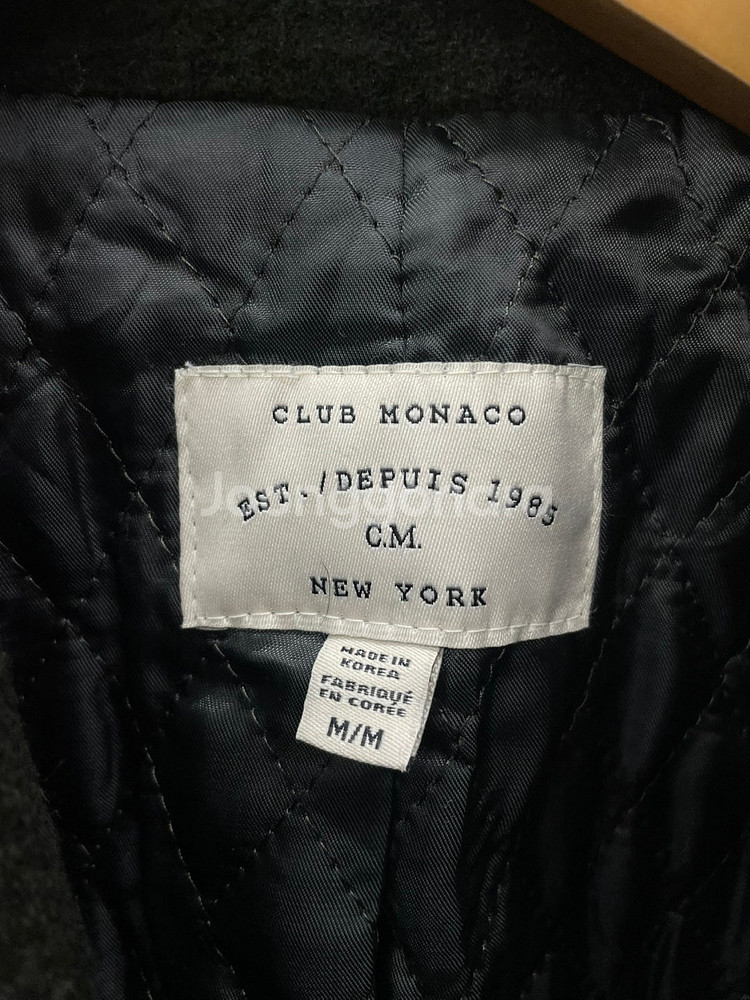 CLUB MONACO
EST./DEPUIS 1985
C.M.
NEW YORK
MADE IN
KOREA
FABRIQUÉ
EN CORÉE
M/M